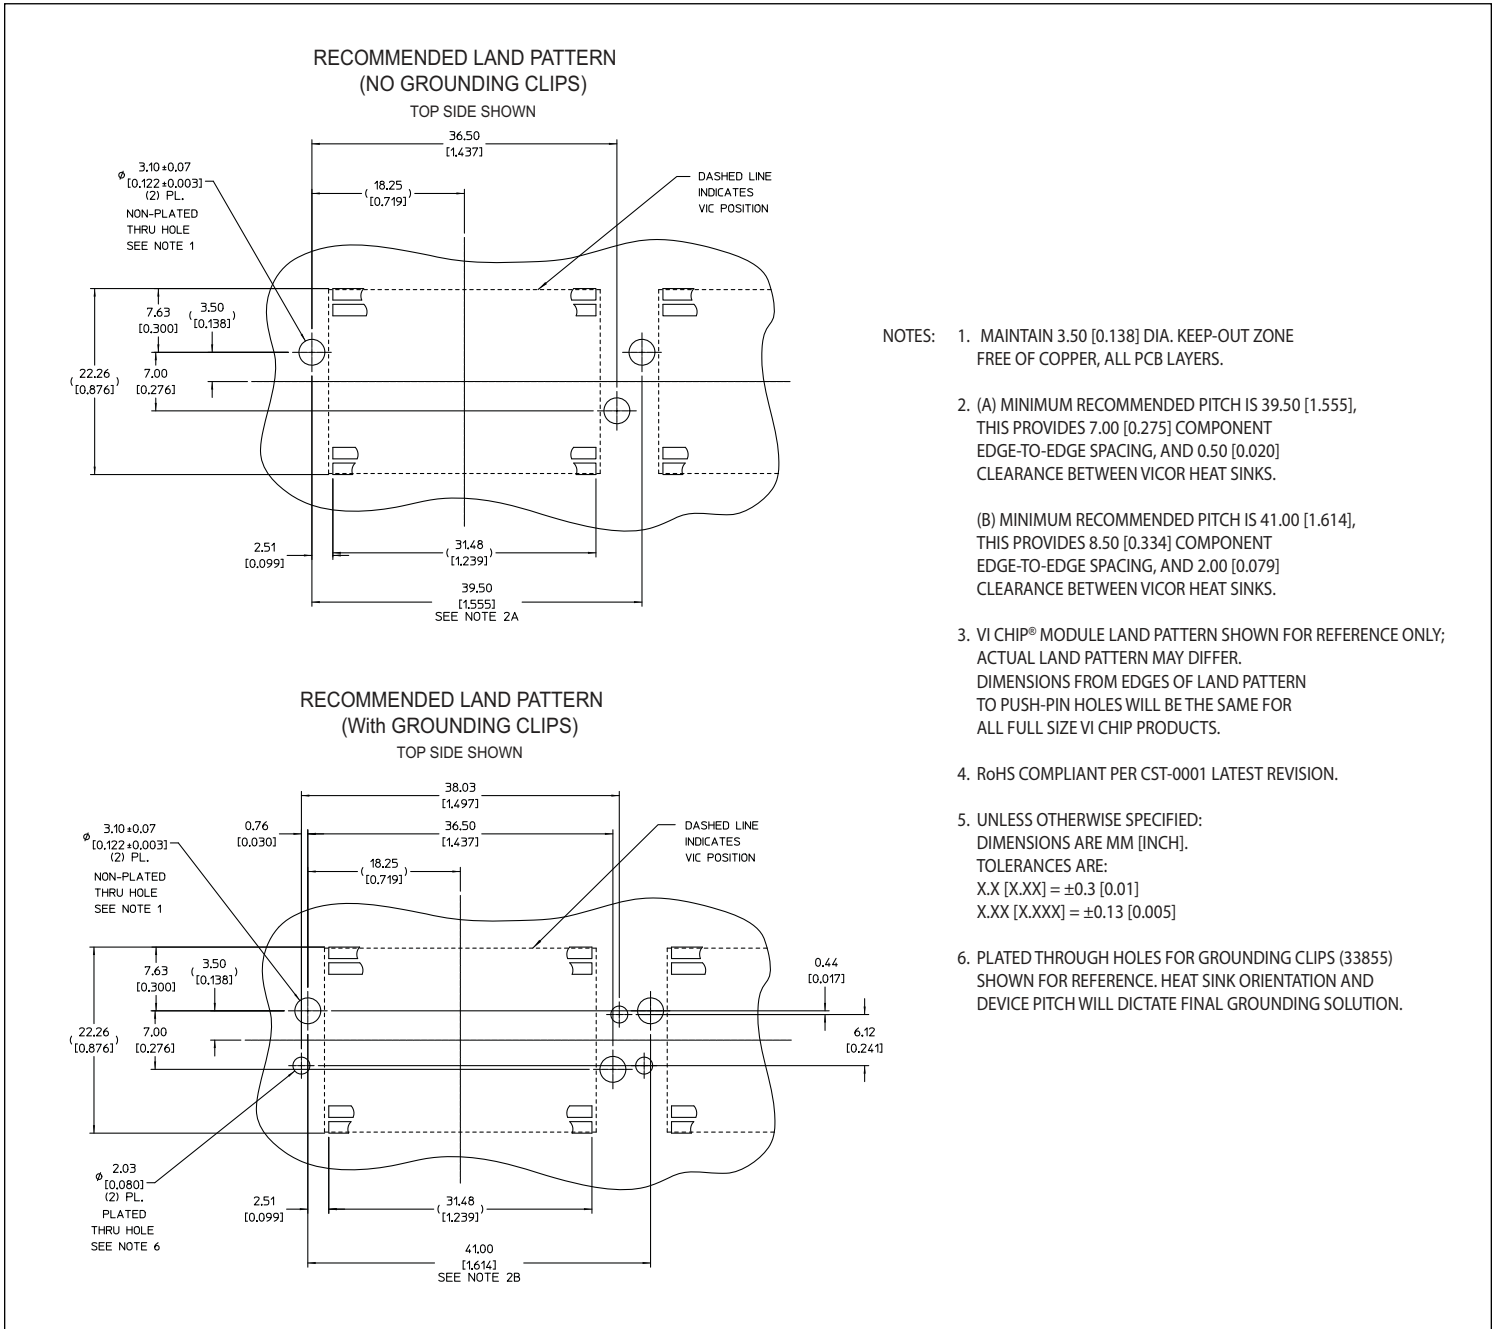 RECOMMENDED LAND PATTERN
(NO GROUNDING CLIPS)
TOP SIDE SHOWN
36.50
[1.437]
ø 3.10±0.07
[0.122±0.003]
(2) PL.
NON-PLATED
THRU HOLE
SEE NOTE 1
(18.25
[0.719])
DASHED LINE
INDICATES
VIC POSITION
7.63
[0.300]
(3.50
[0.138])
(22.26
[0.876])
7.00
[0.276]
2.51
[0.099]
(31.48
[1.239])
39.50
[1.555]
SEE NOTE 2A
RECOMMENDED LAND PATTERN
(With GROUNDING CLIPS)
TOP SIDE SHOWN
38.03
[1.497]
0.76
[0.030]
36.50
[1.437]
ø 3.10±0.07
[0.122±0.003]
(2) PL.
NON-PLATED
THRU HOLE
SEE NOTE 1
(18.25
[0.719])
DASHED LINE
INDICATES
VIC POSITION
7.63
[0.300]
(3.50
[0.138])
0.44
[0.017]
(22.26
[0.876])
7.00
[0.276]
6.12
[0.241]
ø 2.03
[0.080]
(2) PL.
PLATED
THRU HOLE
SEE NOTE 6
2.51
[0.099]
(31.48
[1.239])
41.00
[1.614]
SEE NOTE 2B
NOTES: 1. MAINTAIN 3.50 [0.138] DIA. KEEP-OUT ZONE
FREE OF COPPER, ALL PCB LAYERS.
2. (A) MINIMUM RECOMMENDED PITCH IS 39.50 [1.555],
THIS PROVIDES 7.00 [0.275] COMPONENT
EDGE-TO-EDGE SPACING, AND 0.50 [0.020]
CLEARANCE BETWEEN VICOR HEAT SINKS.
(B) MINIMUM RECOMMENDED PITCH IS 41.00 [1.614],
THIS PROVIDES 8.50 [0.334] COMPONENT
EDGE-TO-EDGE SPACING, AND 2.00 [0.079]
CLEARANCE BETWEEN VICOR HEAT SINKS.
3. VI CHIP® MODULE LAND PATTERN SHOWN FOR REFERENCE ONLY;
ACTUAL LAND PATTERN MAY DIFFER.
DIMENSIONS FROM EDGES OF LAND PATTERN
TO PUSH-PIN HOLES WILL BE THE SAME FOR
ALL FULL SIZE VI CHIP PRODUCTS.
4. RoHS COMPLIANT PER CST-0001 LATEST REVISION.
5. UNLESS OTHERWISE SPECIFIED:
DIMENSIONS ARE MM [INCH].
TOLERANCES ARE:
X.X [X.XX] = ±0.3 [0.01]
X.XX [X.XXX] = ±0.13 [0.005]
6. PLATED THROUGH HOLES FOR GROUNDING CLIPS (33855)
SHOWN FOR REFERENCE. HEAT SINK ORIENTATION AND
DEVICE PITCH WILL DICTATE FINAL GROUNDING SOLUTION.